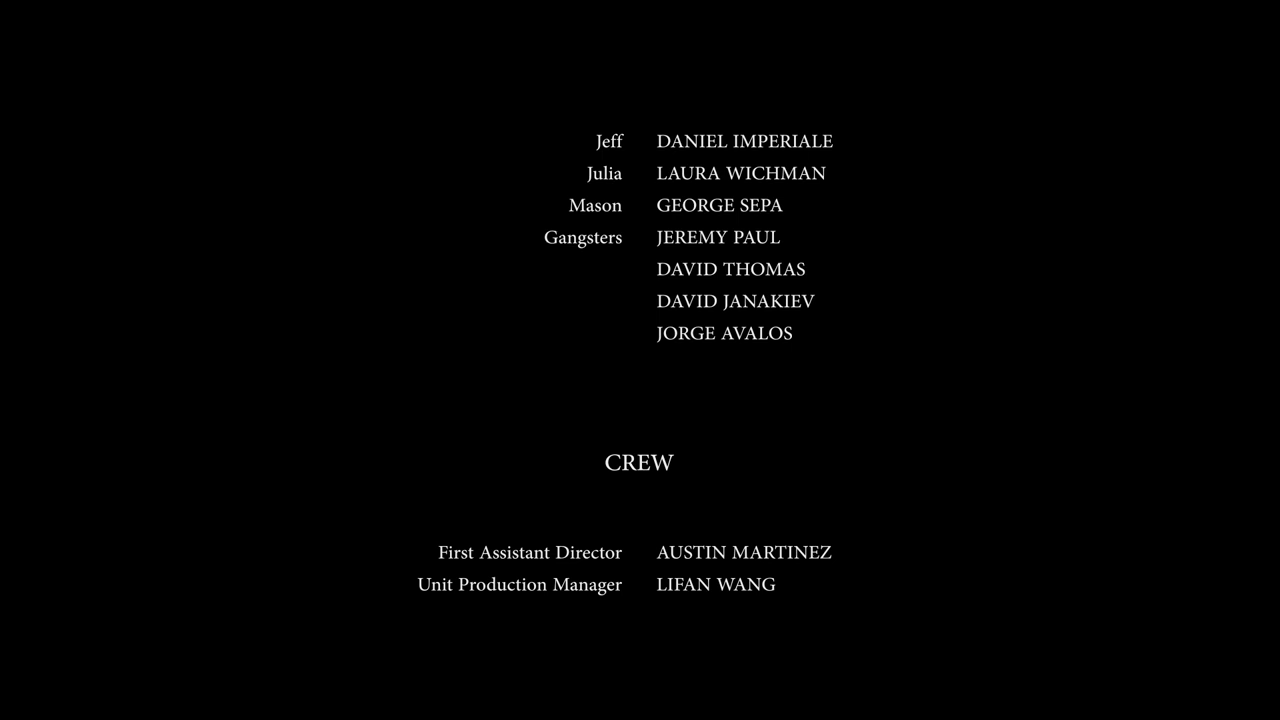 Jeff DANIEL IMPERIALE
Julia LAURA WICHMAN
Mason GEORGE SEPA
Gangsters JEREMY PAUL
DAVID THOMAS
DAVID JANAKIEV
JORGE AVALOS
CREW
First Assistant Director AUSTIN MARTINEZ
Unit Production Manager LIFAN WANG